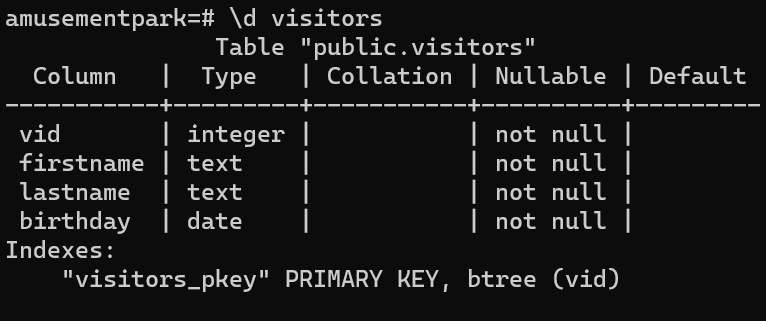 amusementpark=# \d visitors
                Table "public.visitors"
  Column   |  Type   | Collation | Nullable | Default
-----------+---------+-----------+----------+---------
 vid       | integer |           | not null |
 firstname | text    |           | not null |
 lastname  | text    |           | not null |
 birthday  | date    |           | not null |
Indexes:
    "visitors_pkey" PRIMARY KEY, btree (vid)